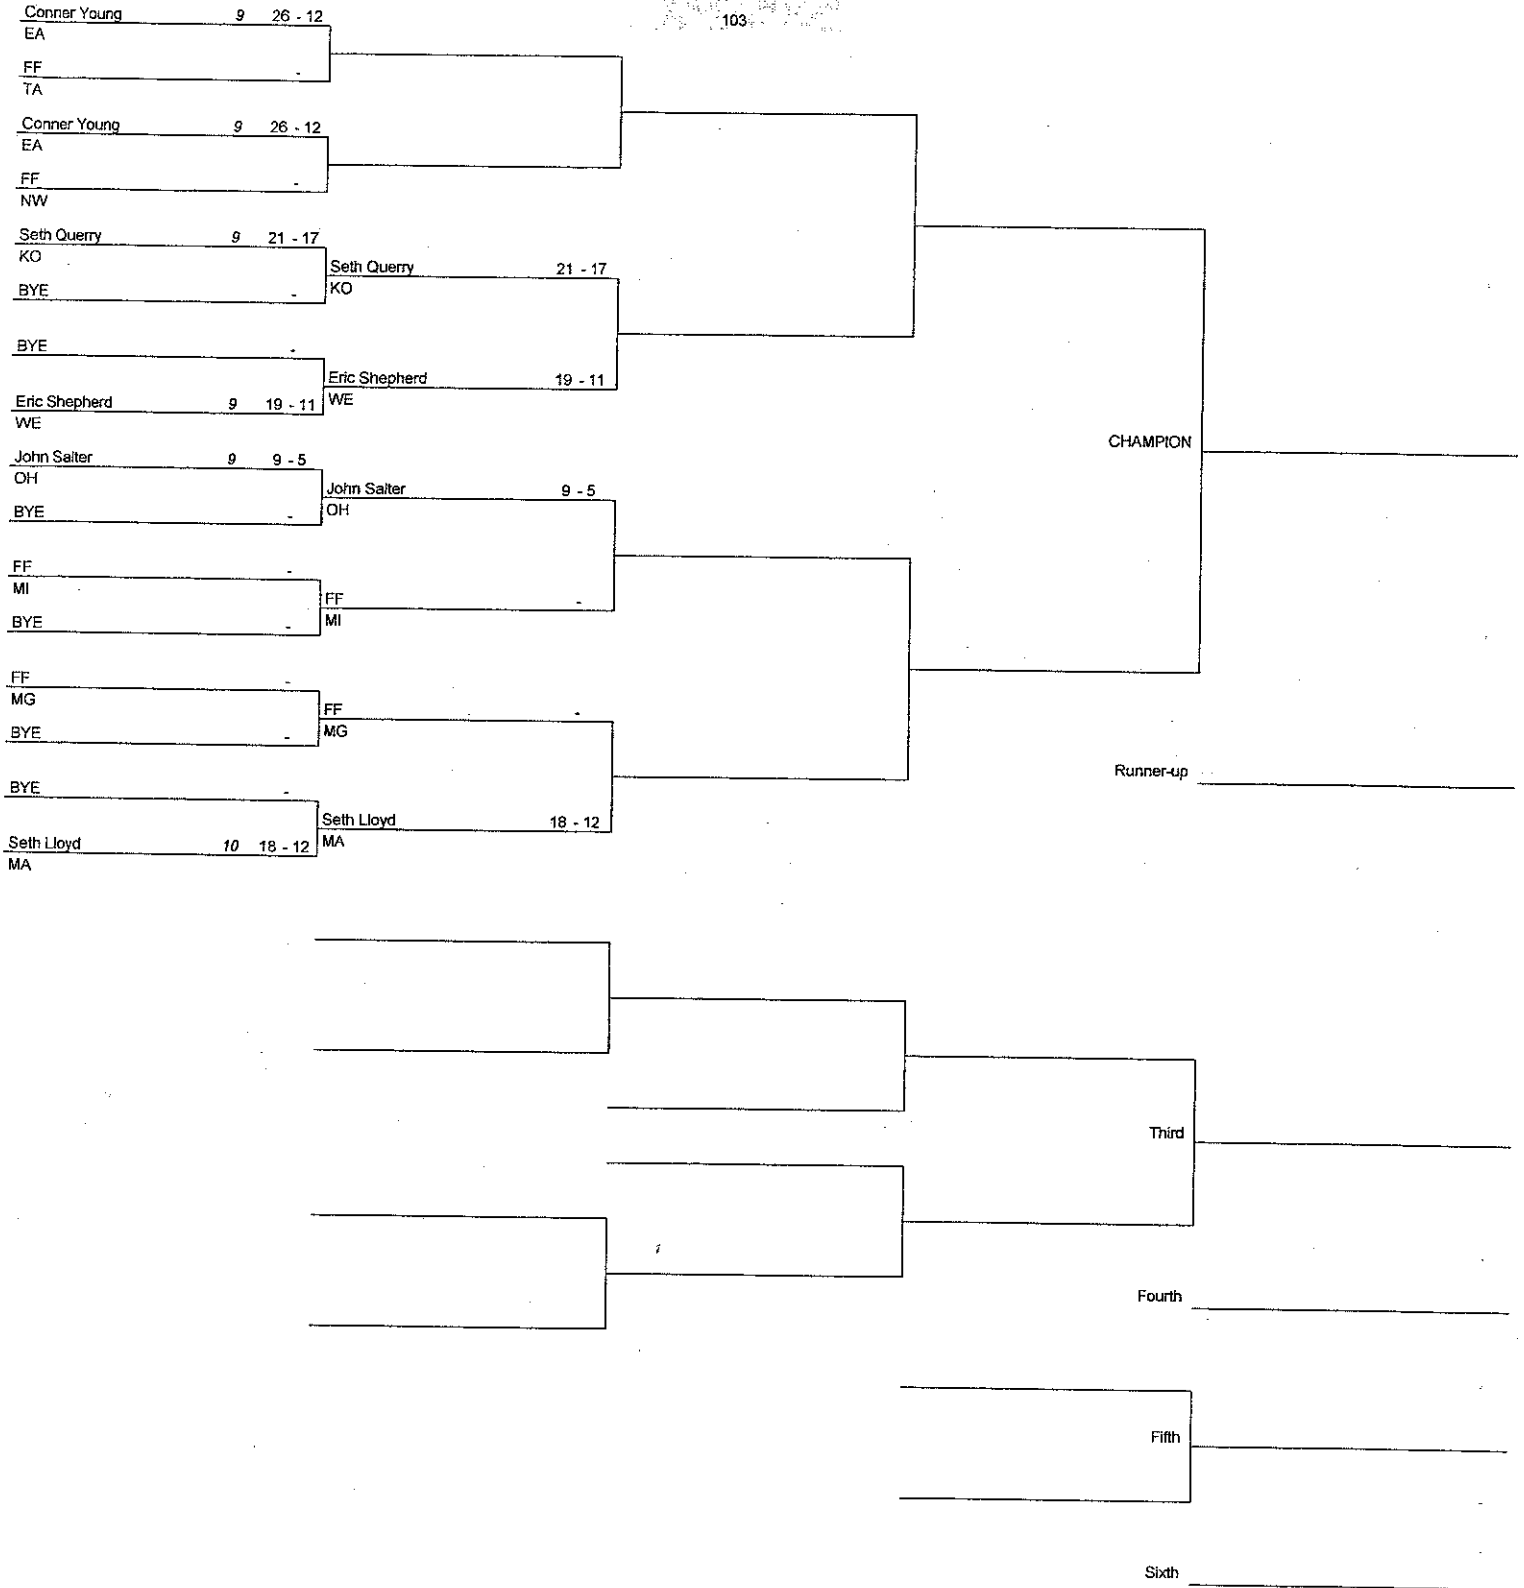 103
Conner Young 9 26 - 12
EA
FF -
TA
Conner Young 9 26 - 12
EA
FF -
NW
Seth Querry 9 21 - 17
KO
BYE -
Seth Querry 21 - 17
KO
BYE -
Eric Shepherd 9 19 - 11
WE
Eric Shepherd 19 - 11
WE
John Salter 9 9 - 5
OH
BYE -
John Salter 9 - 5
OH
FF -
MI
BYE -
FF -
MI
FF -
MG
BYE -
FF -
MG
BYE -
Seth Lloyd 10 18 - 12
MA
Seth Lloyd 18 - 12
MA
CHAMPION
Runner-up
Third
Fourth
Fifth
Sixth